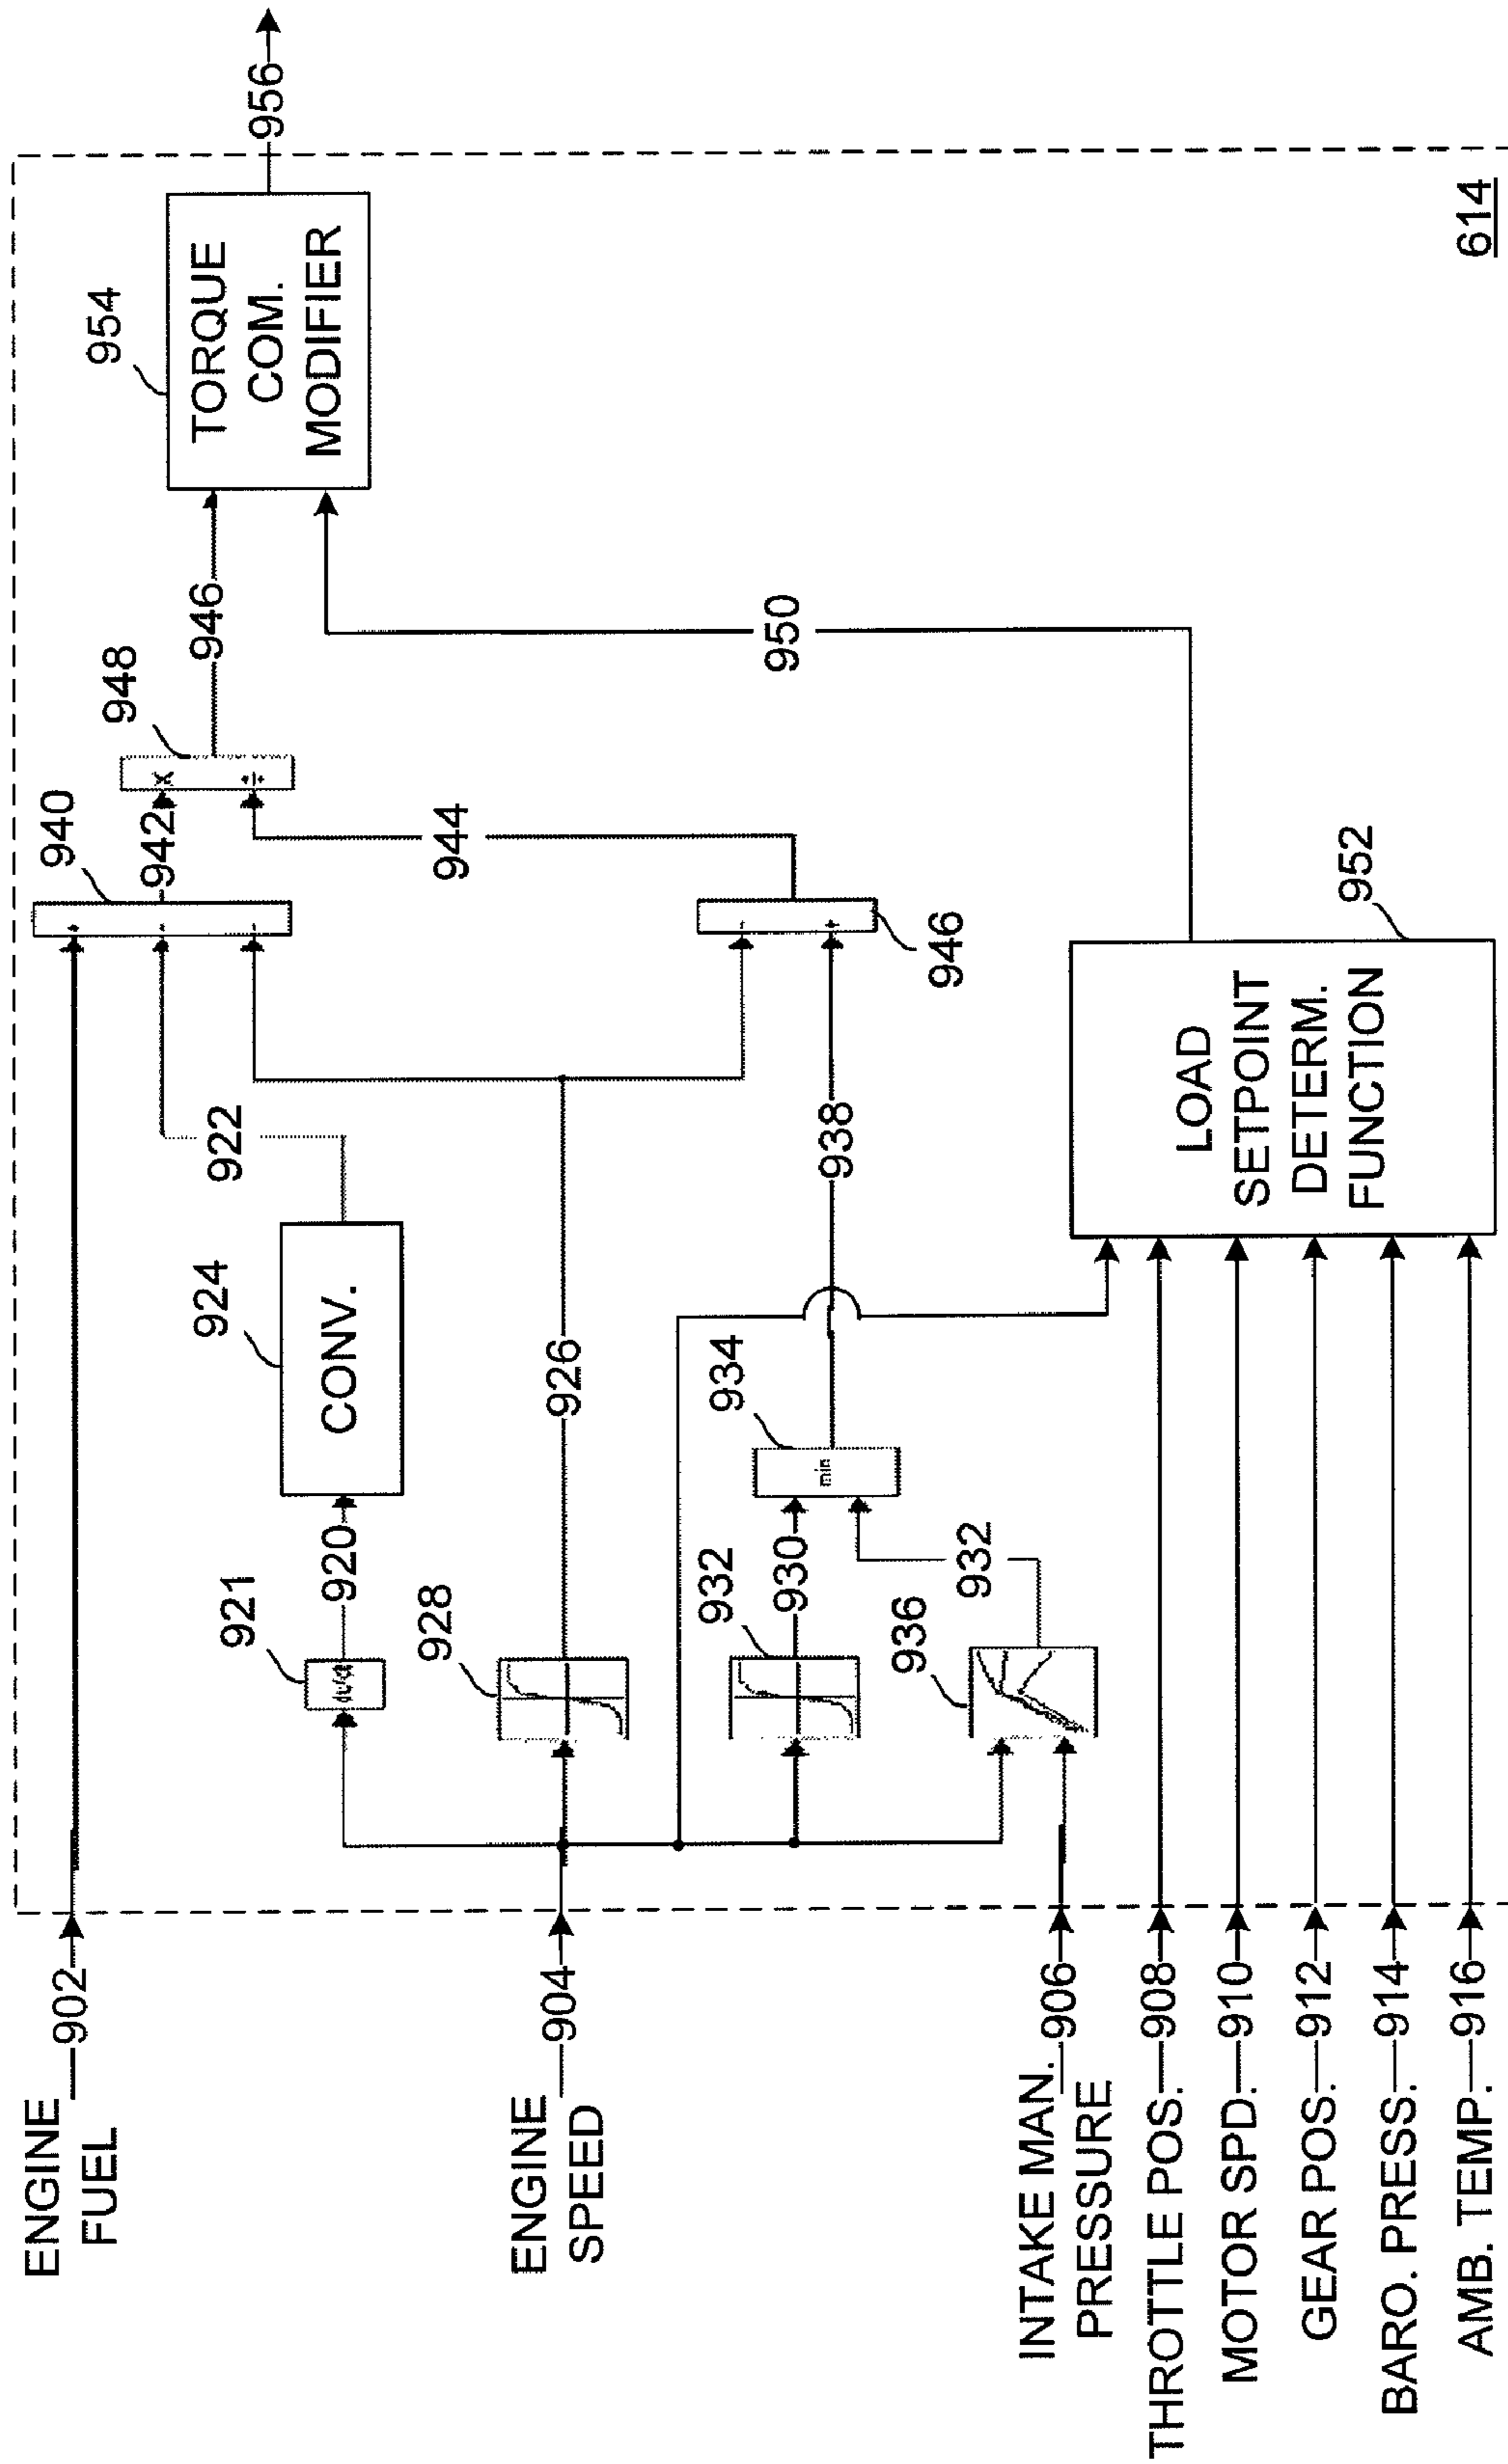 ENGINE
FUEL
902
ENGINE
SPEED
904
INTAKE MAN.
PRESSURE
906
THROTTLE POS.
908
MOTOR SPD.
910
GEAR POS.
912
BARO. PRESS.
914
AMB. TEMP.
916
921
du/dt
920
924
CONV.
922
928
926
932
930
936
932
934
min
938
940
+
-
-
942
946
-
+
944
948
X
÷
946
952
LOAD
SETPOINT
DETERM.
FUNCTION
950
954
TORQUE
COM.
MODIFIER
956
614